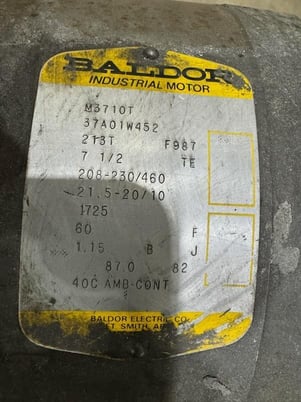 BALDOR
INDUSTRIAL MOTOR
M3710T
37A01W452
213T F987
7 1/2 TE
208-230/460
21.5-20/10
1725
60 F
1.15 B J
87.0 82
40C AMB-CONT
BALDOR ELECTRIC CO.
FT. SMITH, AR